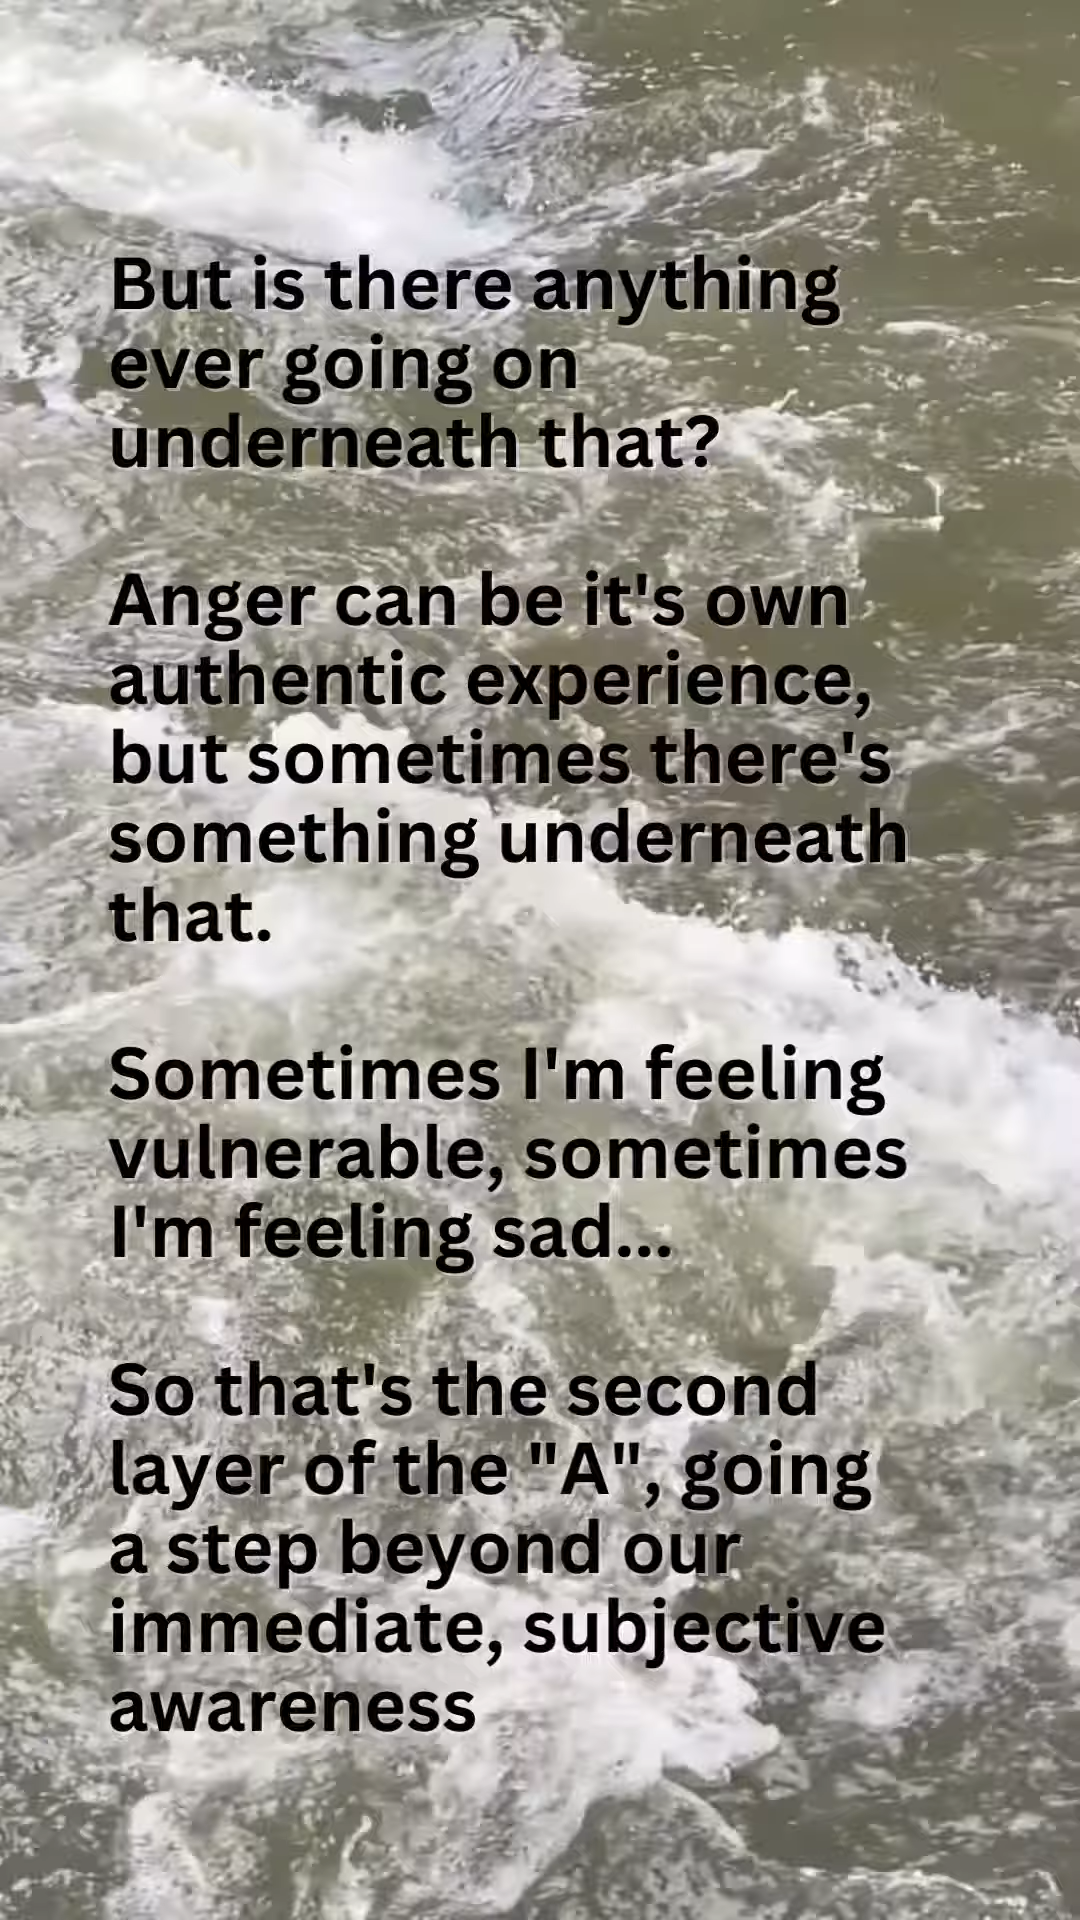 But is there anything
ever going on
underneath that?
Anger can be it's own
authentic experience,
but sometimes there's
something underneath
that.
Sometimes I'm feeling
vulnerable, sometimes
I'm feeling sad...
So that's the second
layer of the "A", going
a step beyond our
immediate, subjective
awareness